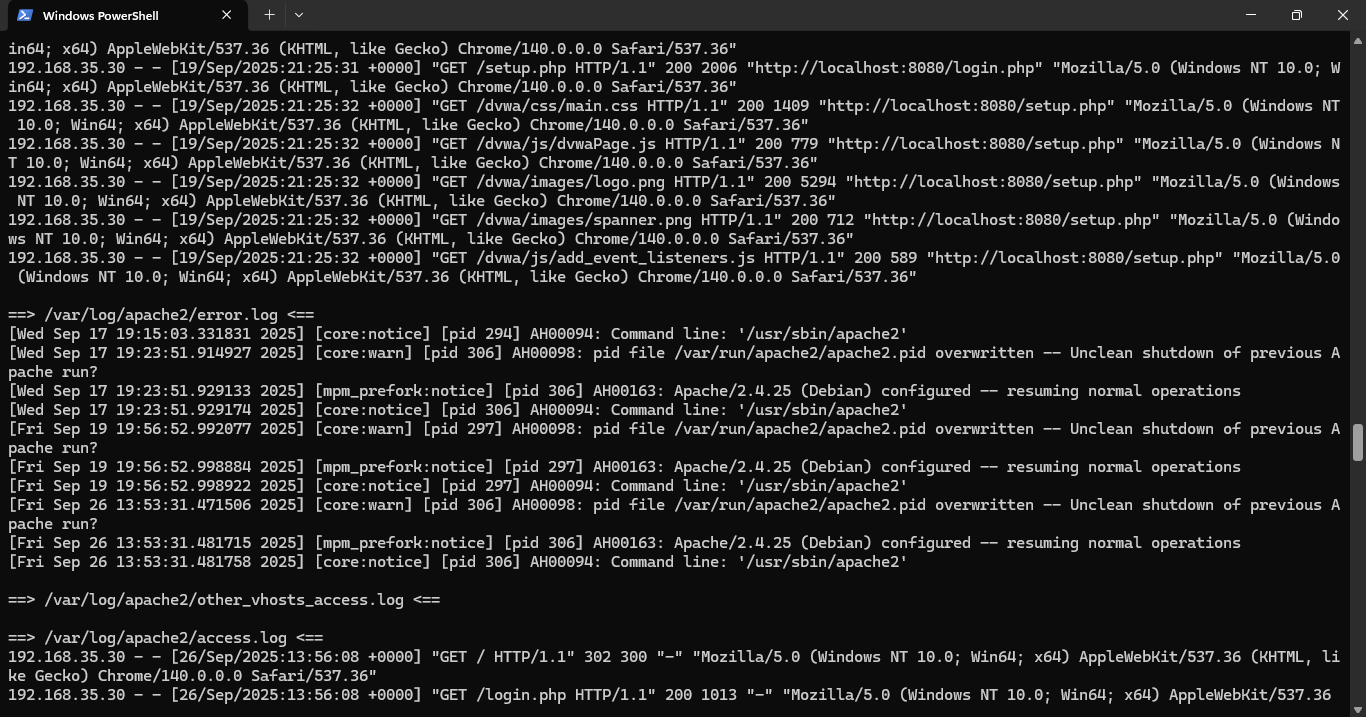 Windows PowerShell
in64; x64) AppleWebKit/537.36 (KHTML, like Gecko) Chrome/140.0.0.0 Safari/537.36"
192.168.35.30 - - [19/Sep/2025:21:25:31 +0000] "GET /setup.php HTTP/1.1" 200 2006 "http://localhost:8080/login.php" "Mozilla/5.0 (Windows NT 10.0; W
in64; x64) AppleWebKit/537.36 (KHTML, like Gecko) Chrome/140.0.0.0 Safari/537.36"
192.168.35.30 - - [19/Sep/2025:21:25:32 +0000] "GET /dvwa/css/main.css HTTP/1.1" 200 1409 "http://localhost:8080/setup.php" "Mozilla/5.0 (Windows NT
 10.0; Win64; x64) AppleWebKit/537.36 (KHTML, like Gecko) Chrome/140.0.0.0 Safari/537.36"
192.168.35.30 - - [19/Sep/2025:21:25:32 +0000] "GET /dvwa/js/dvwaPage.js HTTP/1.1" 200 779 "http://localhost:8080/setup.php" "Mozilla/5.0 (Windows N
T 10.0; Win64; x64) AppleWebKit/537.36 (KHTML, like Gecko) Chrome/140.0.0.0 Safari/537.36"
192.168.35.30 - - [19/Sep/2025:21:25:32 +0000] "GET /dvwa/images/logo.png HTTP/1.1" 200 5294 "http://localhost:8080/setup.php" "Mozilla/5.0 (Windows
 NT 10.0; Win64; x64) AppleWebKit/537.36 (KHTML, like Gecko) Chrome/140.0.0.0 Safari/537.36"
192.168.35.30 - - [19/Sep/2025:21:25:32 +0000] "GET /dvwa/images/spanner.png HTTP/1.1" 200 712 "http://localhost:8080/setup.php" "Mozilla/5.0 (Windo
ws NT 10.0; Win64; x64) AppleWebKit/537.36 (KHTML, like Gecko) Chrome/140.0.0.0 Safari/537.36"
192.168.35.30 - - [19/Sep/2025:21:25:32 +0000] "GET /dvwa/js/add_event_listeners.js HTTP/1.1" 200 589 "http://localhost:8080/setup.php" "Mozilla/5.0
 (Windows NT 10.0; Win64; x64) AppleWebKit/537.36 (KHTML, like Gecko) Chrome/140.0.0.0 Safari/537.36"
==> /var/log/apache2/error.log <==
[Wed Sep 17 19:15:03.331831 2025] [core:notice] [pid 294] AH00094: Command line: '/usr/sbin/apache2'
[Wed Sep 17 19:23:51.914927 2025] [core:warn] [pid 306] AH00098: pid file /var/run/apache2/apache2.pid overwritten -- Unclean shutdown of previous A
pache run?
[Wed Sep 17 19:23:51.929133 2025] [mpm_prefork:notice] [pid 306] AH00163: Apache/2.4.25 (Debian) configured -- resuming normal operations
[Wed Sep 17 19:23:51.929174 2025] [core:notice] [pid 306] AH00094: Command line: '/usr/sbin/apache2'
[Fri Sep 19 19:56:52.992077 2025] [core:warn] [pid 297] AH00098: pid file /var/run/apache2/apache2.pid overwritten -- Unclean shutdown of previous A
pache run?
[Fri Sep 19 19:56:52.998884 2025] [mpm_prefork:notice] [pid 297] AH00163: Apache/2.4.25 (Debian) configured -- resuming normal operations
[Fri Sep 19 19:56:52.998922 2025] [core:notice] [pid 297] AH00094: Command line: '/usr/sbin/apache2'
[Fri Sep 26 13:53:31.471506 2025] [core:warn] [pid 306] AH00098: pid file /var/run/apache2/apache2.pid overwritten -- Unclean shutdown of previous A
pache run?
[Fri Sep 26 13:53:31.481715 2025] [mpm_prefork:notice] [pid 306] AH00163: Apache/2.4.25 (Debian) configured -- resuming normal operations
[Fri Sep 26 13:53:31.481758 2025] [core:notice] [pid 306] AH00094: Command line: '/usr/sbin/apache2'
==> /var/log/apache2/other_vhosts_access.log <==
==> /var/log/apache2/access.log <==
192.168.35.30 - - [26/Sep/2025:13:56:08 +0000] "GET / HTTP/1.1" 302 300 "-" "Mozilla/5.0 (Windows NT 10.0; Win64; x64) AppleWebKit/537.36 (KHTML, li
ke Gecko) Chrome/140.0.0.0 Safari/537.36"
192.168.35.30 - - [26/Sep/2025:13:56:08 +0000] "GET /login.php HTTP/1.1" 200 1013 "-" "Mozilla/5.0 (Windows NT 10.0; Win64; x64) AppleWebKit/537.36